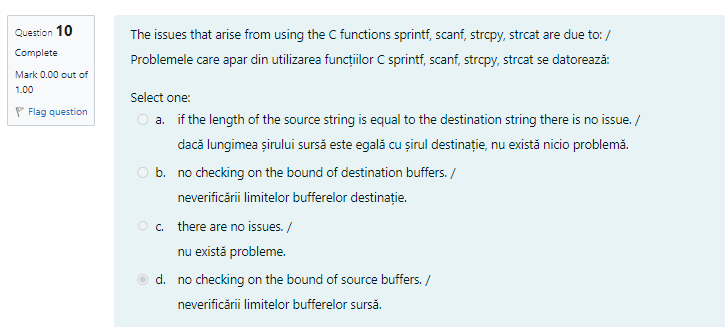 Question 10
Complete
Mark 0.00 out of
1.00
Flag question
The issues that arise from using the C functions sprintf, scanf, strcpy, strcat are due to: /
Problemele care apar din utilizarea funcțiilor C sprintf, scanf, strcpy, strcat se datorează:
Select one:
a. if the length of the source string is equal to the destination string there is no issue. /
dacă lungimea șirului sursă este egală cu șirul destinație, nu există nicio problemă.
b. no checking on the bound of destination buffers. /
neverificării limitelor bufferelor destinație.
c. there are no issues. /
nu există probleme.
d. no checking on the bound of source buffers. /
neverificării limitelor bufferelor sursă.